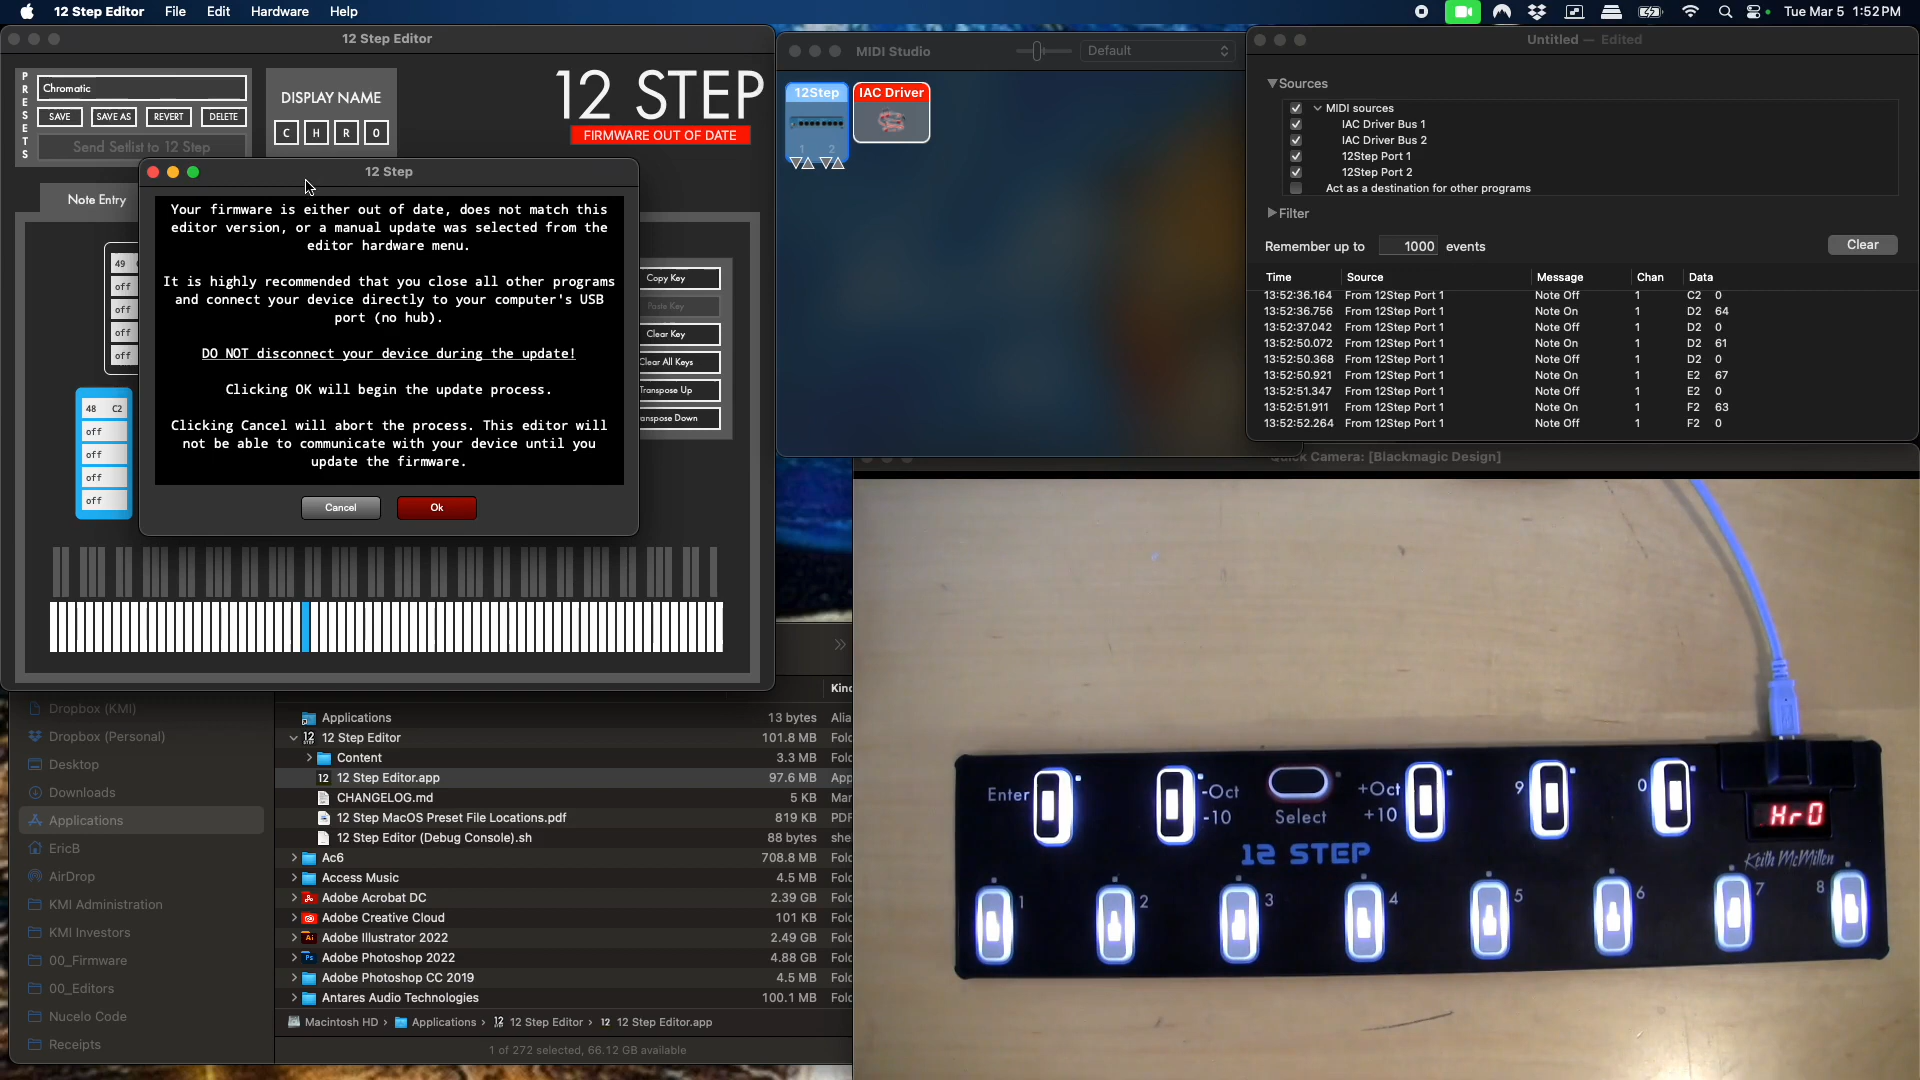 12 Step Editor File Edit Hardware Help
Tue Mar 5 1:52 PM
12 Step Editor
PRESETS
Chromatic
SAVE SAVE AS REVERT DELETE
Send Setlist to 12 Step
DISPLAY NAME
C H R O
12 STEP
FIRMWARE OUT OF DATE
Note Entry
49
off
off
off
off
48 C2
off
off
off
off
Copy Key
Paste Key
Clear Key
Clear All Keys
Transpose Up
anspose Down
12 Step
Your firmware is either out of date, does not match this
editor version, or a manual update was selected from the
editor hardware menu.
It is highly recommended that you close all other programs
and connect your device directly to your computer's USB
port (no hub).
DO NOT disconnect your device during the update!
Clicking OK will begin the update process.
Clicking Cancel will abort the process. This editor will
not be able to communicate with your device until you
update the firmware.
Cancel Ok
MIDI Studio Default
12Step IAC Driver
1 2
Untitled — Edited
Sources
MIDI sources
IAC Driver Bus 1
IAC Driver Bus 2
12Step Port 1
12Step Port 2
Act as a destination for other programs
Filter
Remember up to 1000 events Clear
Time Source Message Chan Data
13:52:36.164 From 12Step Port 1 Note Off 1 C2 0
13:52:36.756 From 12Step Port 1 Note On 1 D2 64
13:52:37.042 From 12Step Port 1 Note Off 1 D2 0
13:52:50.072 From 12Step Port 1 Note On 1 D2 61
13:52:50.368 From 12Step Port 1 Note Off 1 D2 0
13:52:50.921 From 12Step Port 1 Note On 1 E2 67
13:52:51.347 From 12Step Port 1 Note Off 1 E2 0
13:52:51.911 From 12Step Port 1 Note On 1 F2 63
13:52:52.264 From 12Step Port 1 Note Off 1 F2 0
Camera: [Blackmagic Design]
Kind
Dropbox (KMI)
Dropbox (Personal)
Desktop
Downloads
Applications
EricB
AirDrop
KMI Administration
KMI Investors
00_Firmware
00_Editors
Nucelo Code
Receipts
Applications 13 bytes Alia
12 Step Editor 101.8 MB Folc
Content 3.3 MB Folc
12 Step Editor.app 97.6 MB App
CHANGELOG.md 5 KB Mar
12 Step MacOS Preset File Locations.pdf 819 KB PDF
12 Step Editor (Debug Console).sh 88 bytes she
Ac6 708.8 MB Folc
Access Music 4.5 MB Folc
Adobe Acrobat DC 2.39 GB Folc
Adobe Creative Cloud 101 KB Folc
Adobe Illustrator 2022 2.49 GB Folc
Adobe Photoshop 2022 4.88 GB Folc
Adobe Photoshop CC 2019 4.5 MB Folc
Antares Audio Technologies 100.1 MB Folc
Macintosh HD › Applications › 12 Step Editor › 12 Step Editor.app
1 of 272 selected, 66.12 GB available
Enter -Oct -10 Select +Oct +10 9 0
Hr0
12 STEP
Keith McMillen
1 2 3 4 5 6 7 8